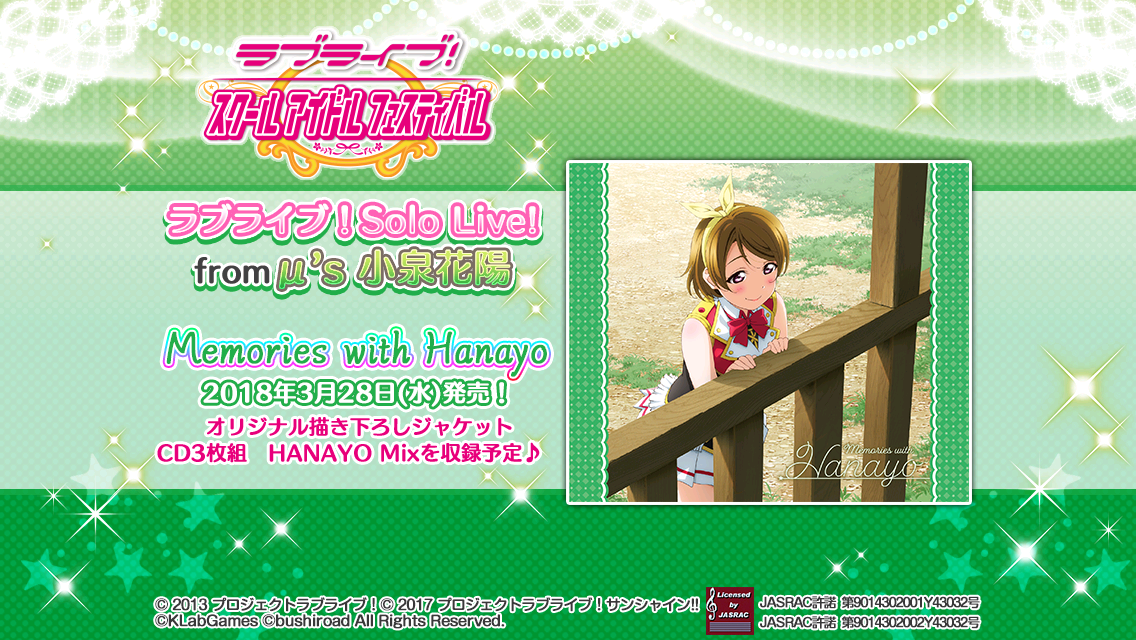 ラブライブ!
スクールアイドルフェスティバル
ラブライブ！Solo Live!
from μ's 小泉花陽
Memories with Hanayo
2018年3月28日(水)発売！
オリジナル描き下ろしジャケット
CD3枚組　HANAYO Mixを収録予定♪
Memories with
Hanayo
© 2013 プロジェクトラブライブ！© 2017 プロジェクトラブライブ！サンシャイン!!
©KLabGames ©bushiroad All Rights Reserved.
Licensed
by
JASRAC
JASRAC許諾 第9014302001Y43032号
JASRAC許諾 第9014302002Y43032号